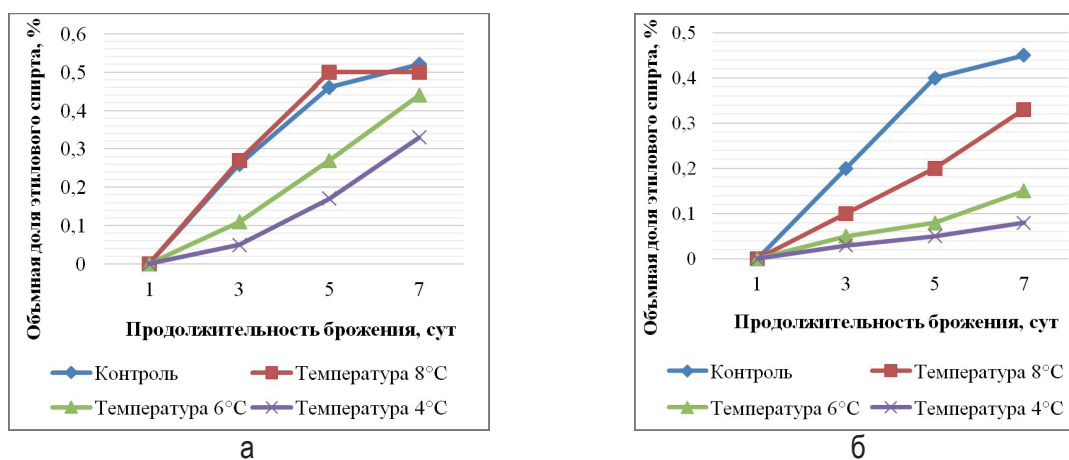 Объмная доля этилового спирта, %
0,6
0,5
0,4
0,3
0,2
0,1
0
1 3 5 7
Продолжительность брожения, сут
Контроль Температура 8°С
Температура 6°С Температура 4°С
а
Объмная доля этилового спирта, %
0,5
0,4
0,3
0,2
0,1
0
1 3 5 7
Продолжительность брожения, сут
Контроль Температура 8°С
Температура 6°С Температура 4°С
б